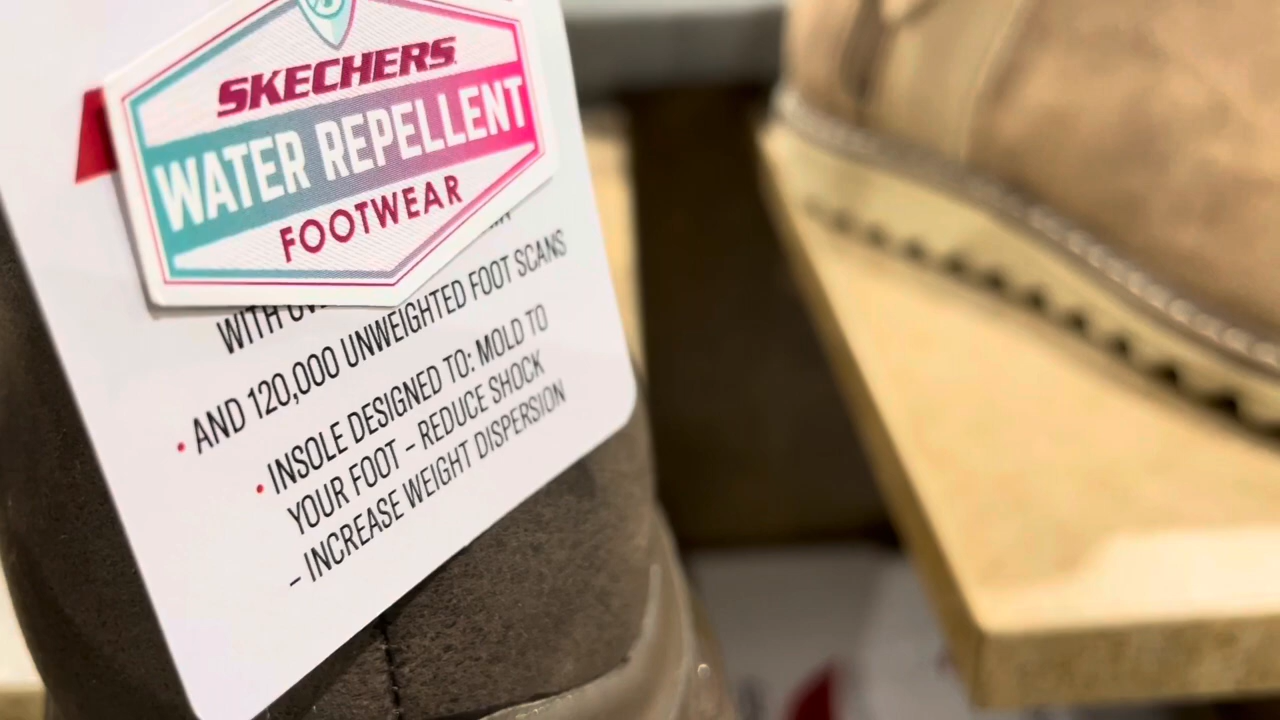 SKECHERS
WATER REPELLENT
FOOTWEAR
WITH
• AND 120,000 UNWEIGHTED FOOT SCANS
• INSOLE DESIGNED TO: MOLD TO
YOUR FOOT – REDUCE SHOCK
– INCREASE WEIGHT DISPERSION